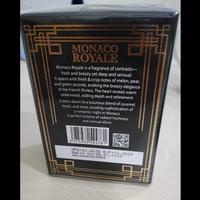 MONACO
ROYALE
Monaco Royale is a fragrance of contrasts—
fresh and breezy yet deep and sensual.
It opens with fresh & crisp notes of melon, pear
and green accords, evoking the breezy elegance
of the French Riviera. The heart reveals warm
cedarwood, adding depth and refinement.
It dries down to a luxurious blend of caramel,
musk, and moss, exuding sophistication of
a romantic night in Monaco.
A perfect balance of radiant freshness
and sensual allure.